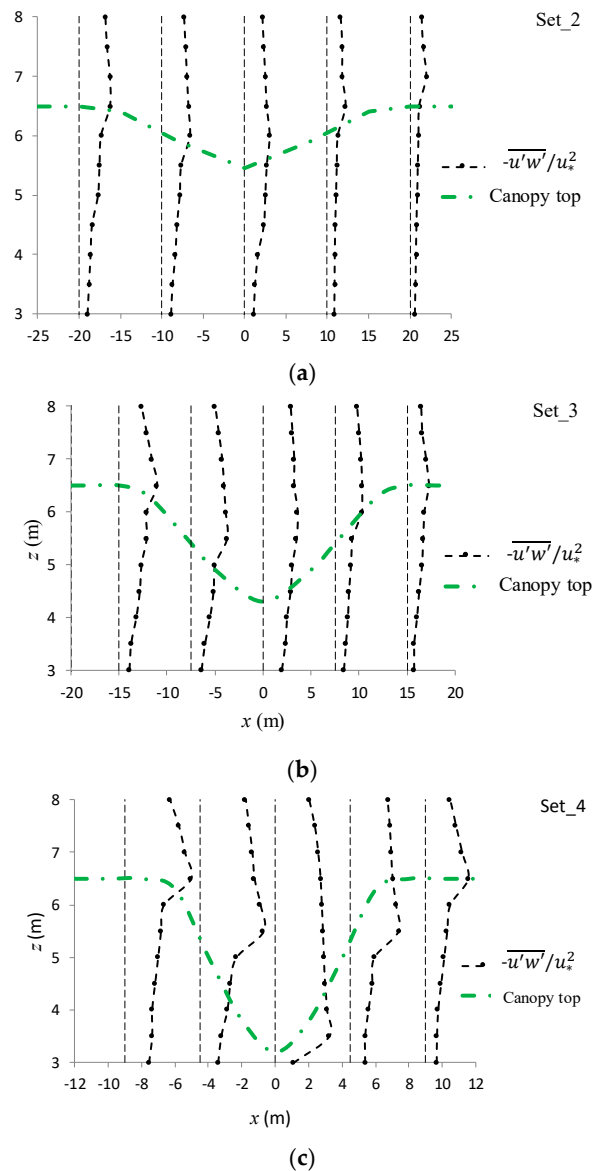 Set_2
8
7
6
5
4
3
-25 -20 -15 -10 -5 0 5 10 15 20 25
-u'w'/u*²
Canopy top
(a)
Set_3
8
7
6
5
4
3
z (m)
-20 -15 -10 -5 0 5 10 15 20
x (m)
-u'w'/u*²
Canopy top
(b)
Set_4
8
7
6
5
4
3
z (m)
-12 -10 -8 -6 -4 -2 0 2 4 6 8 10 12
x (m)
-u'w'/u*²
Canopy top
(c)